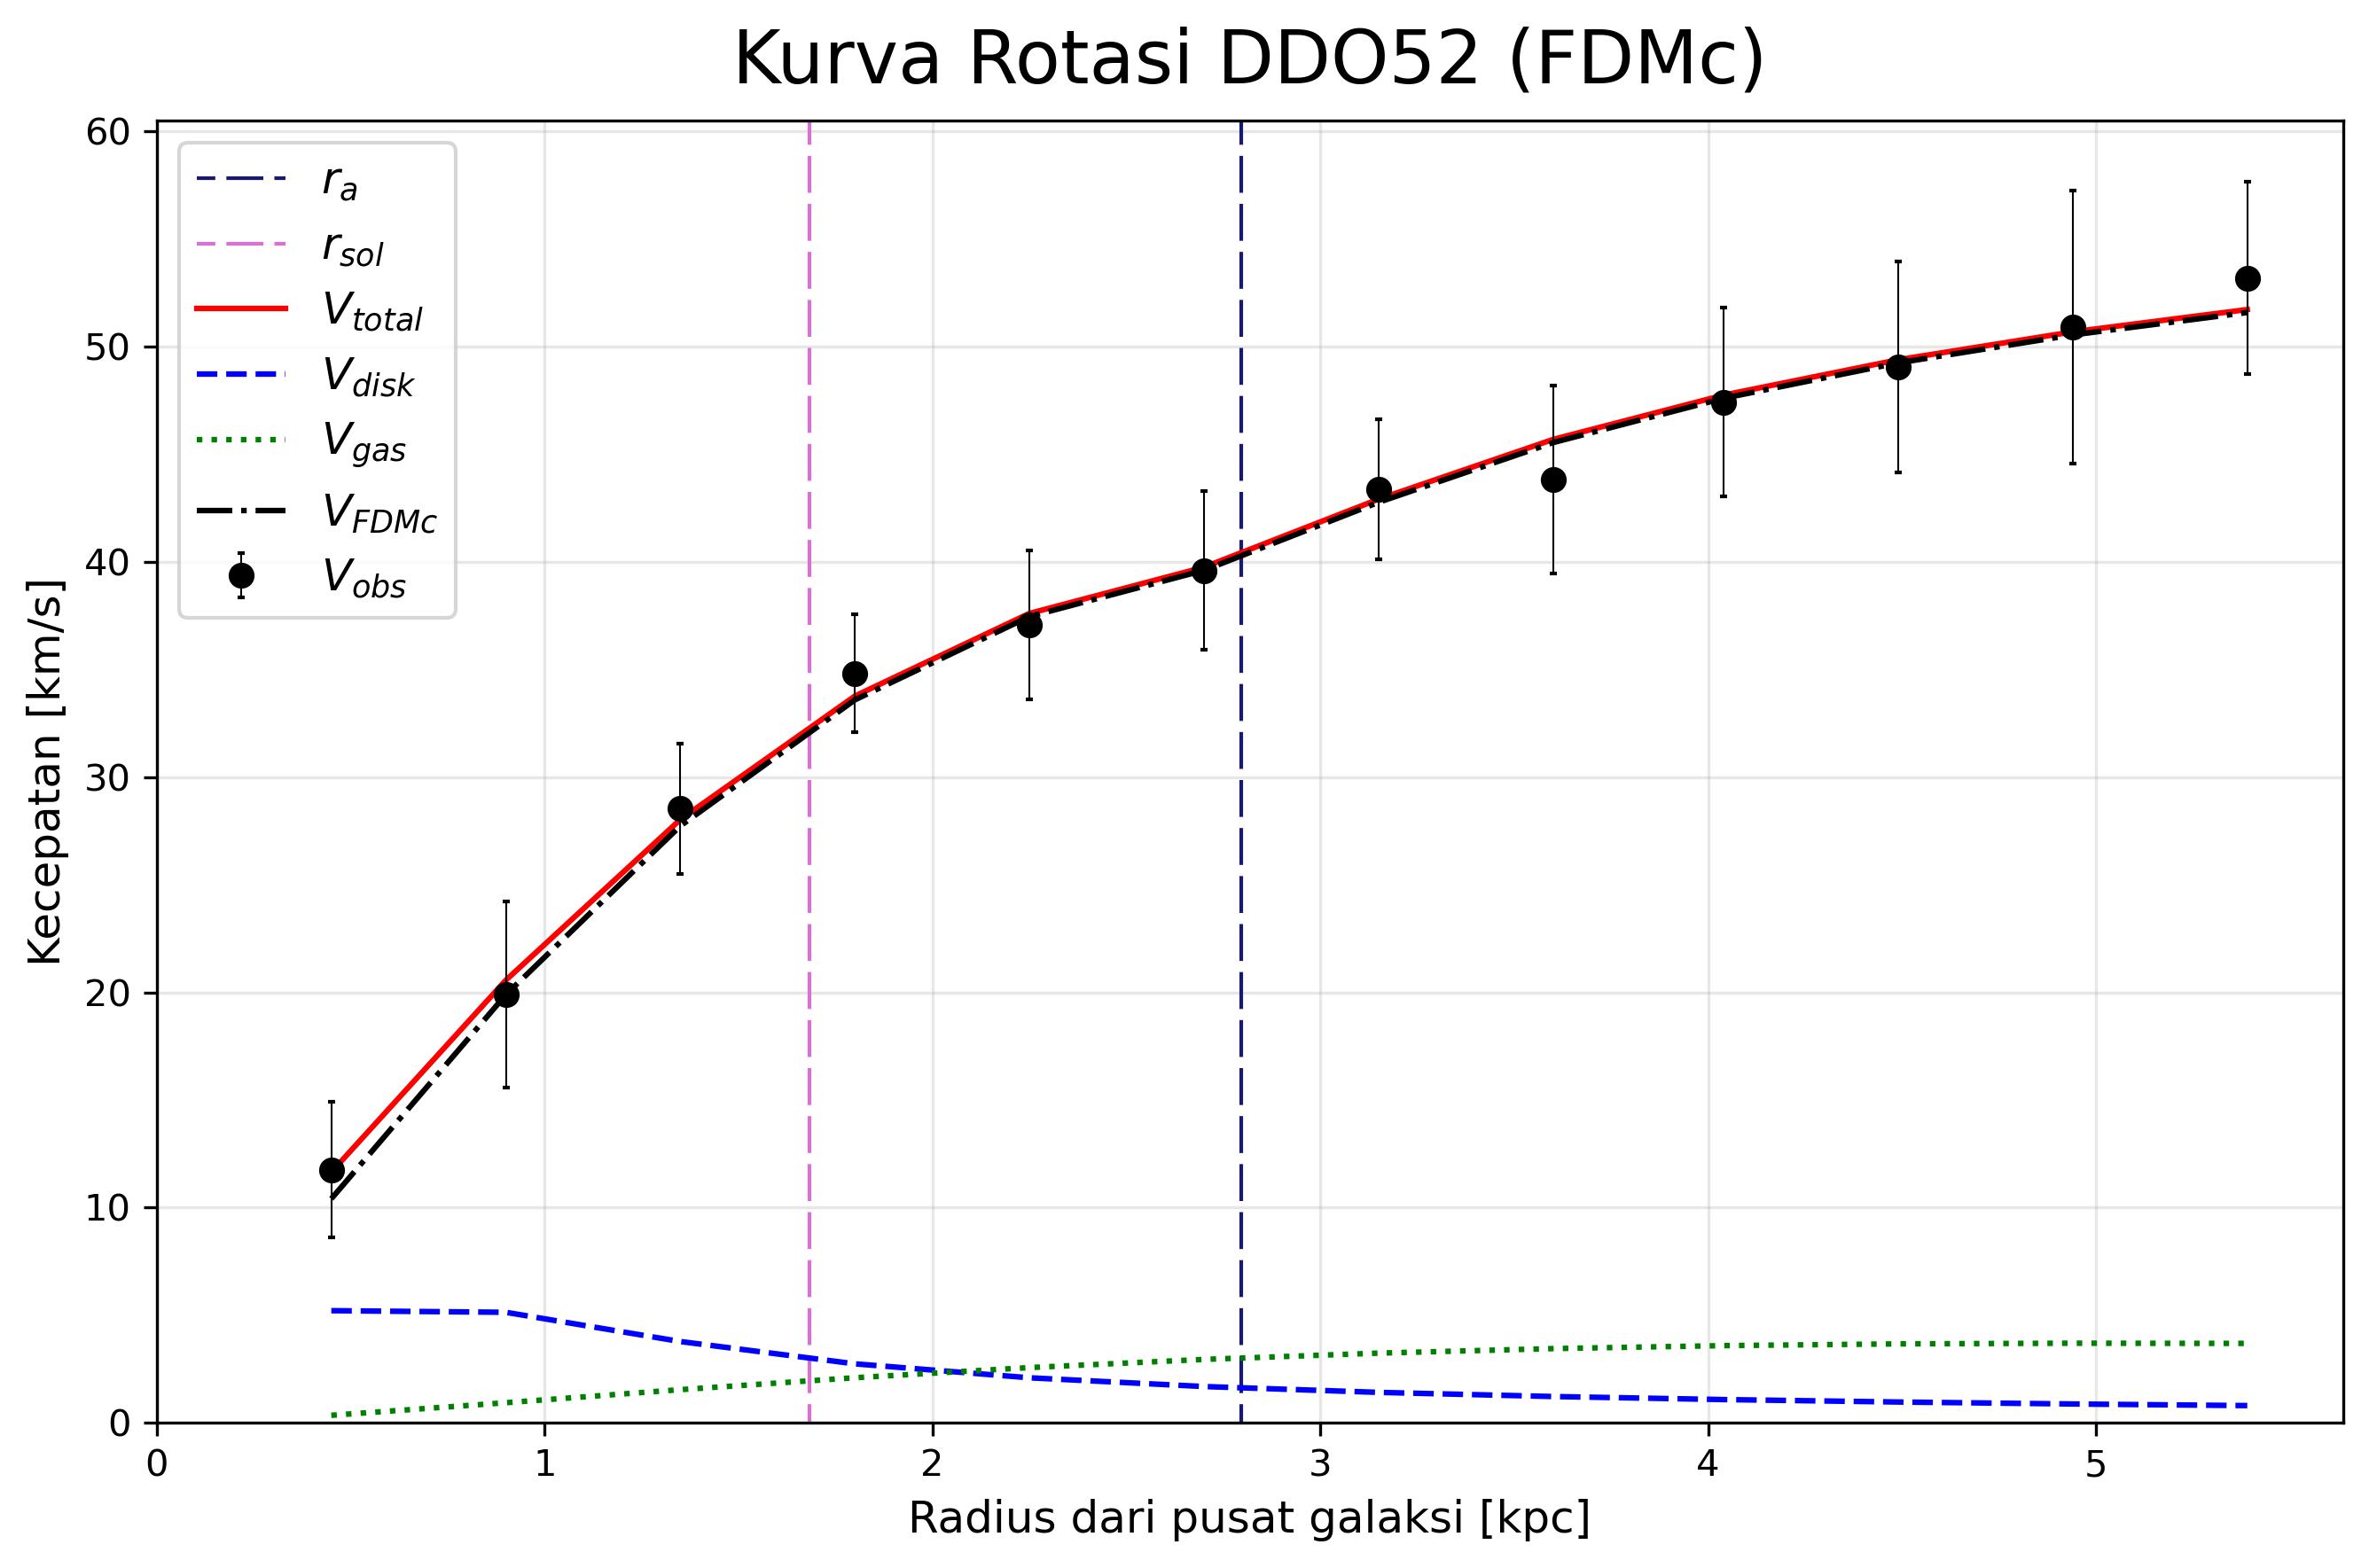 Kurva Rotasi DDO52 (FDMc)
60
50
40
30
20
10
0
Kecepatan [km/s]
r_a
r_sol
V_total
V_disk
V_gas
V_FDMc
V_obs
0 1 2 3 4 5
Radius dari pusat galaksi [kpc]